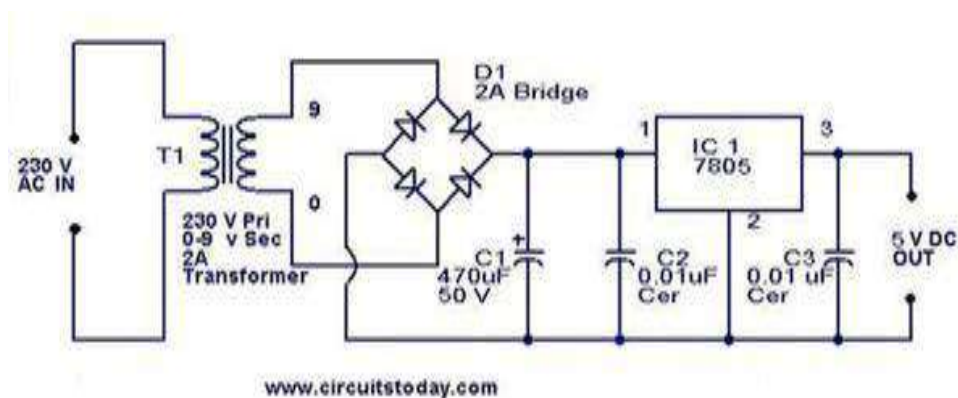 230 V
AC IN
T1
9
0
230 V Pri
0-9 v Sec
2A
Transformer
D1
2A Bridge
+
C1
470uF
50 V
C2
0.01uF
Cer
1
IC 1
7805
3
2
C3
0.01 uF
Cer
5 V DC
OUT
www.circuitstoday.com